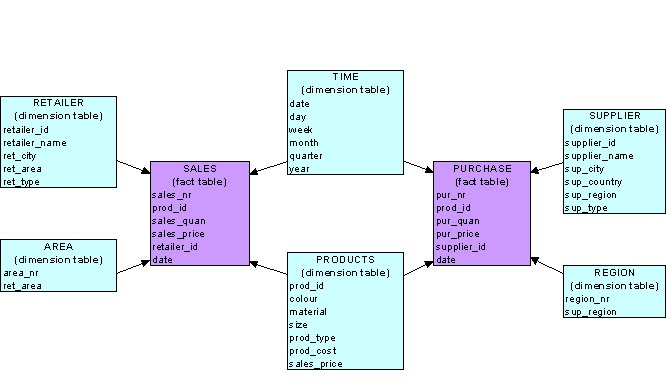 TIME
(dimension table)
date
day
week
month
quarter
year
RETAILER
(dimension table)
retailer_id
retailer_name
ret_city
ret_area
ret_type
SUPPLIER
(dimension table)
supplier_id
supplier_name
sup_city
sup_country
sup_region
sup_type
SALES
(fact table)
sales_nr
prod_id
sales_quan
sales_price
retailer_id
date
PURCHASE
(fact table)
pur_nr
prod_id
pur_quan
pur_price
supplier_id
date
AREA
(dimension table)
area_nr
ret_area
PRODUCTS
(dimension table)
prod_id
colour
material
size
prod_type
prod_cost
sales_price
REGION
(dimension table)
region_nr
sup_region